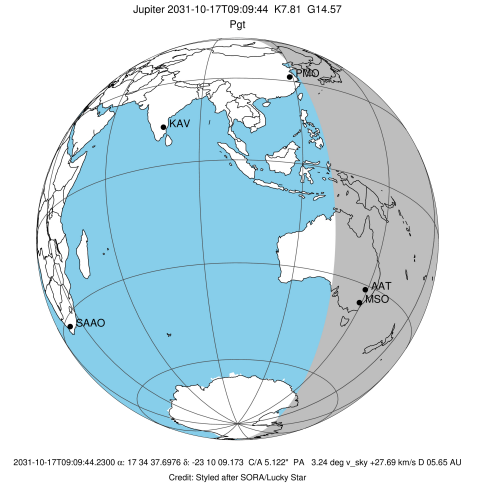 Jupiter 2031-10-17T09:09:44  K7.81  G14.57
Pgt
PMO
KAV
AAT
MSO
SAAO
2031-10-17T09:09:44.2300 α: 17 34 37.6976 δ: -23 10 09.173  C/A 5.122"  PA   3.24 deg v_sky +27.69 km/s D 05.65 AU
Credit: Styled after SORA/Lucky Star